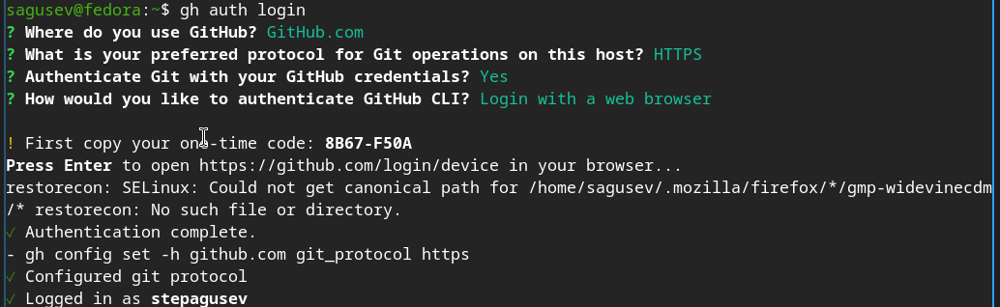 sagusev@fedora:~$ gh auth login
? Where do you use GitHub? GitHub.com
? What is your preferred protocol for Git operations on this host? HTTPS
? Authenticate Git with your GitHub credentials? Yes
? How would you like to authenticate GitHub CLI? Login with a web browser
! First copy your one-time code: 8B67-F50A
Press Enter to open https://github.com/login/device in your browser...
restorecon: SELinux: Could not get canonical path for /home/sagusev/.mozilla/firefox/*/gmp-widevinecdm
/* restorecon: No such file or directory.
✓ Authentication complete.
- gh config set -h github.com git_protocol https
✓ Configured git protocol
✓ Logged in as stepagusev